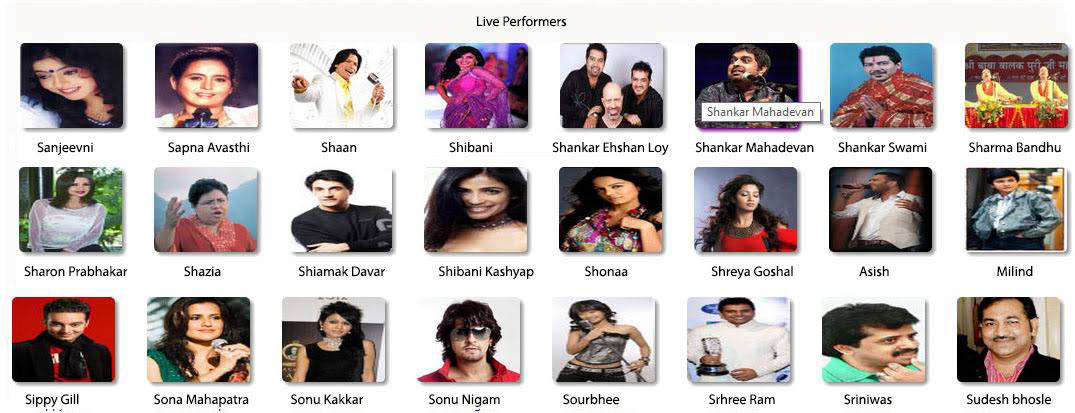 Live Performers
श्री बाबा बालक पुरी जी
Shankar Mahadevan
Sanjeevni
Sapna Avasthi
Shaan
Shibani
Shankar Ehshan Loy
Shankar Mahadevan
Shankar Swami
Sharma Bandhu
Sharon Prabhakar
Shazia
Shiamak Davar
Shibani Kashyap
Shonaa
Shreya Goshal
Asish
Milind
Sippy Gill
Sona Mahapatra
Sonu Kakkar
Sonu Nigam
Sourbhee
Srhree Ram
Sriniwas
Sudesh bhosle